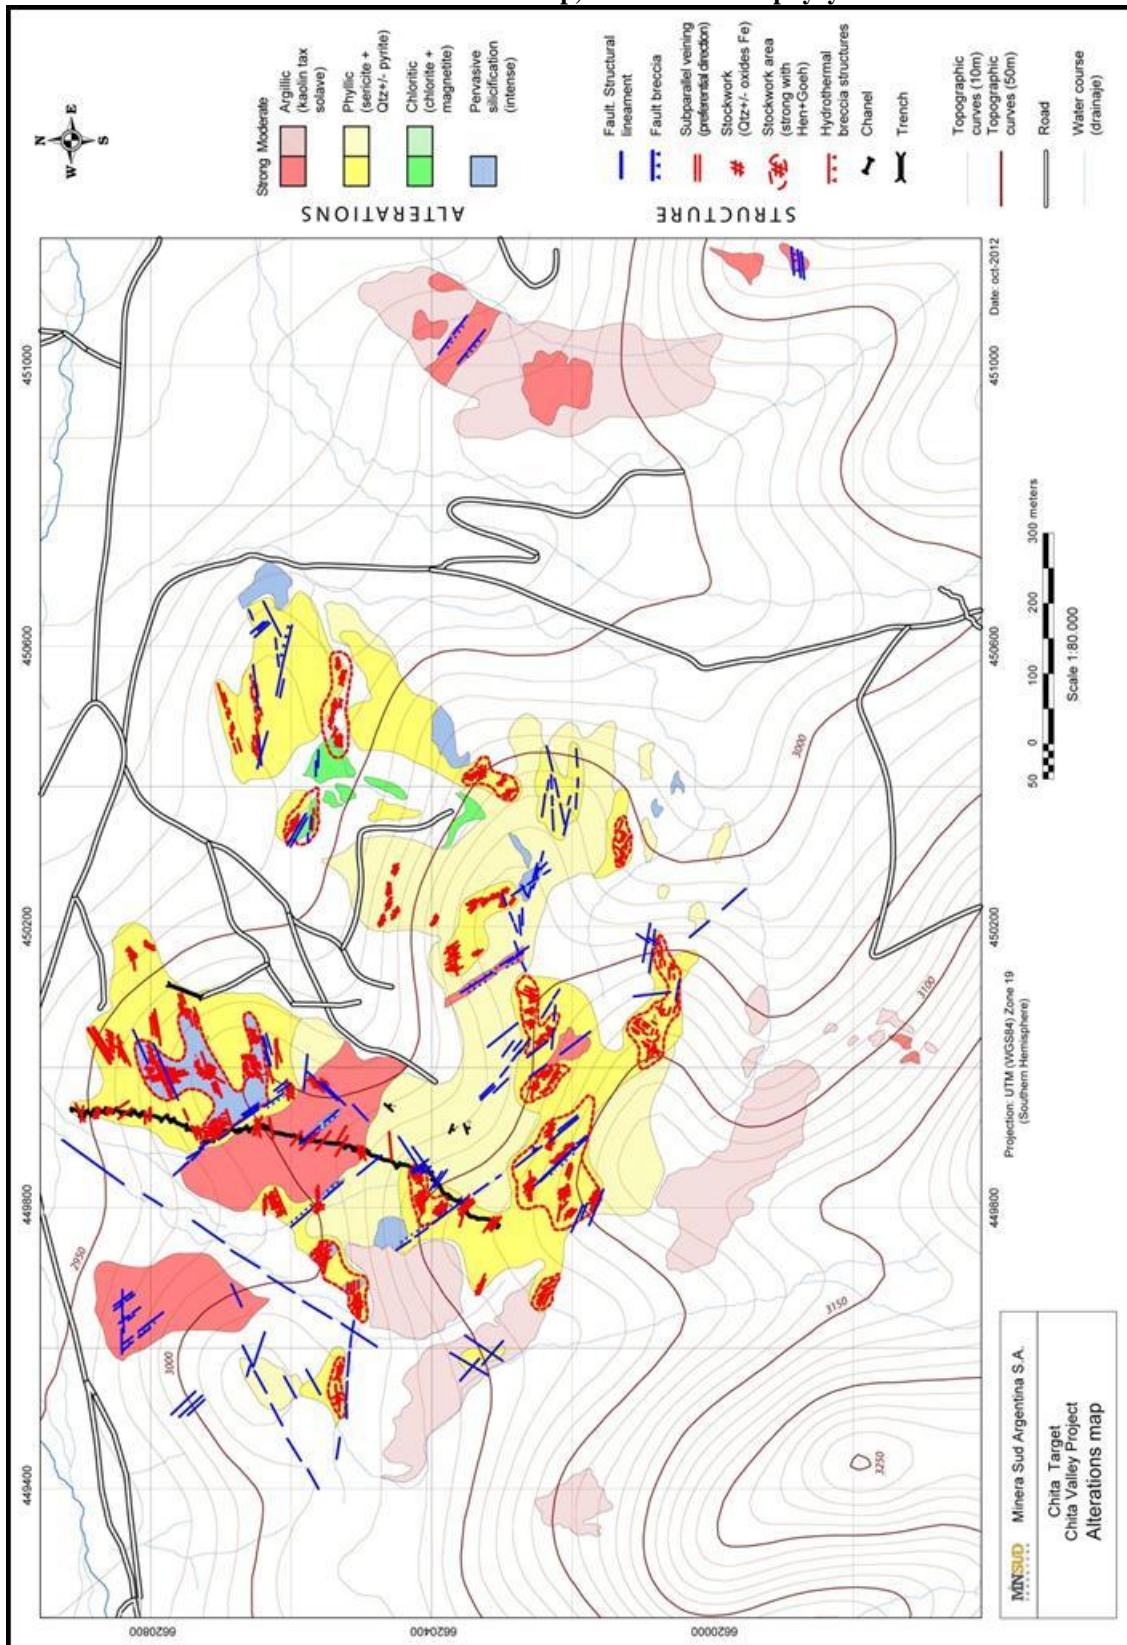 N
W E
S
Strong Moderate
Argillic
(kaolin tax
solave)
Phyllic
(sericite +
Qtz+/- pyrite)
Chloritic
(chlorite +
magnetite)
Pervasive
silicification
(intense)
ALTERATIONS
Fault. Structural
lineament
Fault breccia
Subparallel veining
(preferential direction)
Stockwork
(Qtz+/- oxides Fe)
Stockwork area
(strong with
Hen+Goeh)
Hydrothermal
breccia structures
Chanel
Trench
STRUCTURE
Topographic
curves (10m)
Topographic
curves (50m)
Road
Water course
(drainaje)
449400
449800
450200
450600
451000
6620800
6620400
6620000
2950
3000
3000
3100
3150
3250
449800
450200
450600
451000
Date: oct-2012
50 0 100 200 300 meters
Scale 1:80.000
Projection: UTM (WGS84) Zone 19
(Southern Hemisphere)
MINSUD
Minera Sud Argentina S.A.
Chita Target
Chita Valley Project
Alterations map